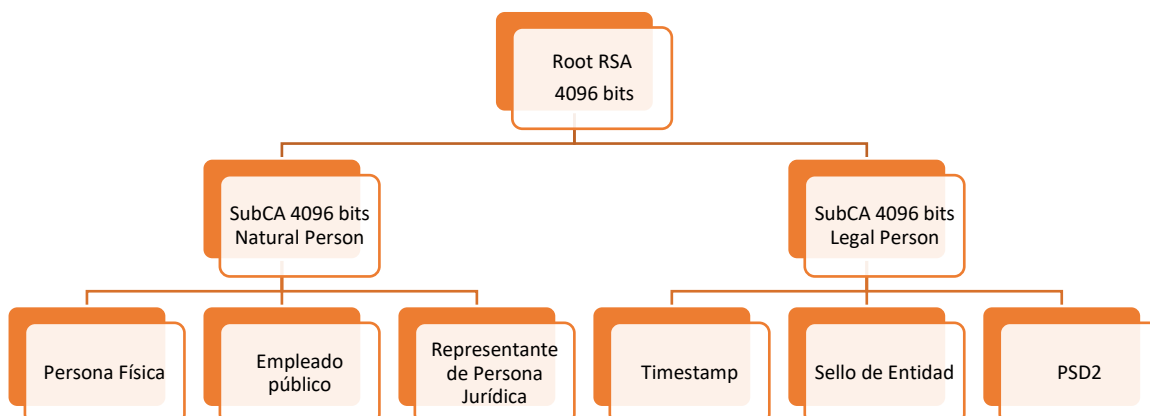 Root RSA
4096 bits
SubCA 4096 bits
Natural Person
SubCA 4096 bits
Legal Person
Persona Física
Empleado
público
Representante
de Persona
Jurídica
Timestamp
Sello de Entidad
PSD2